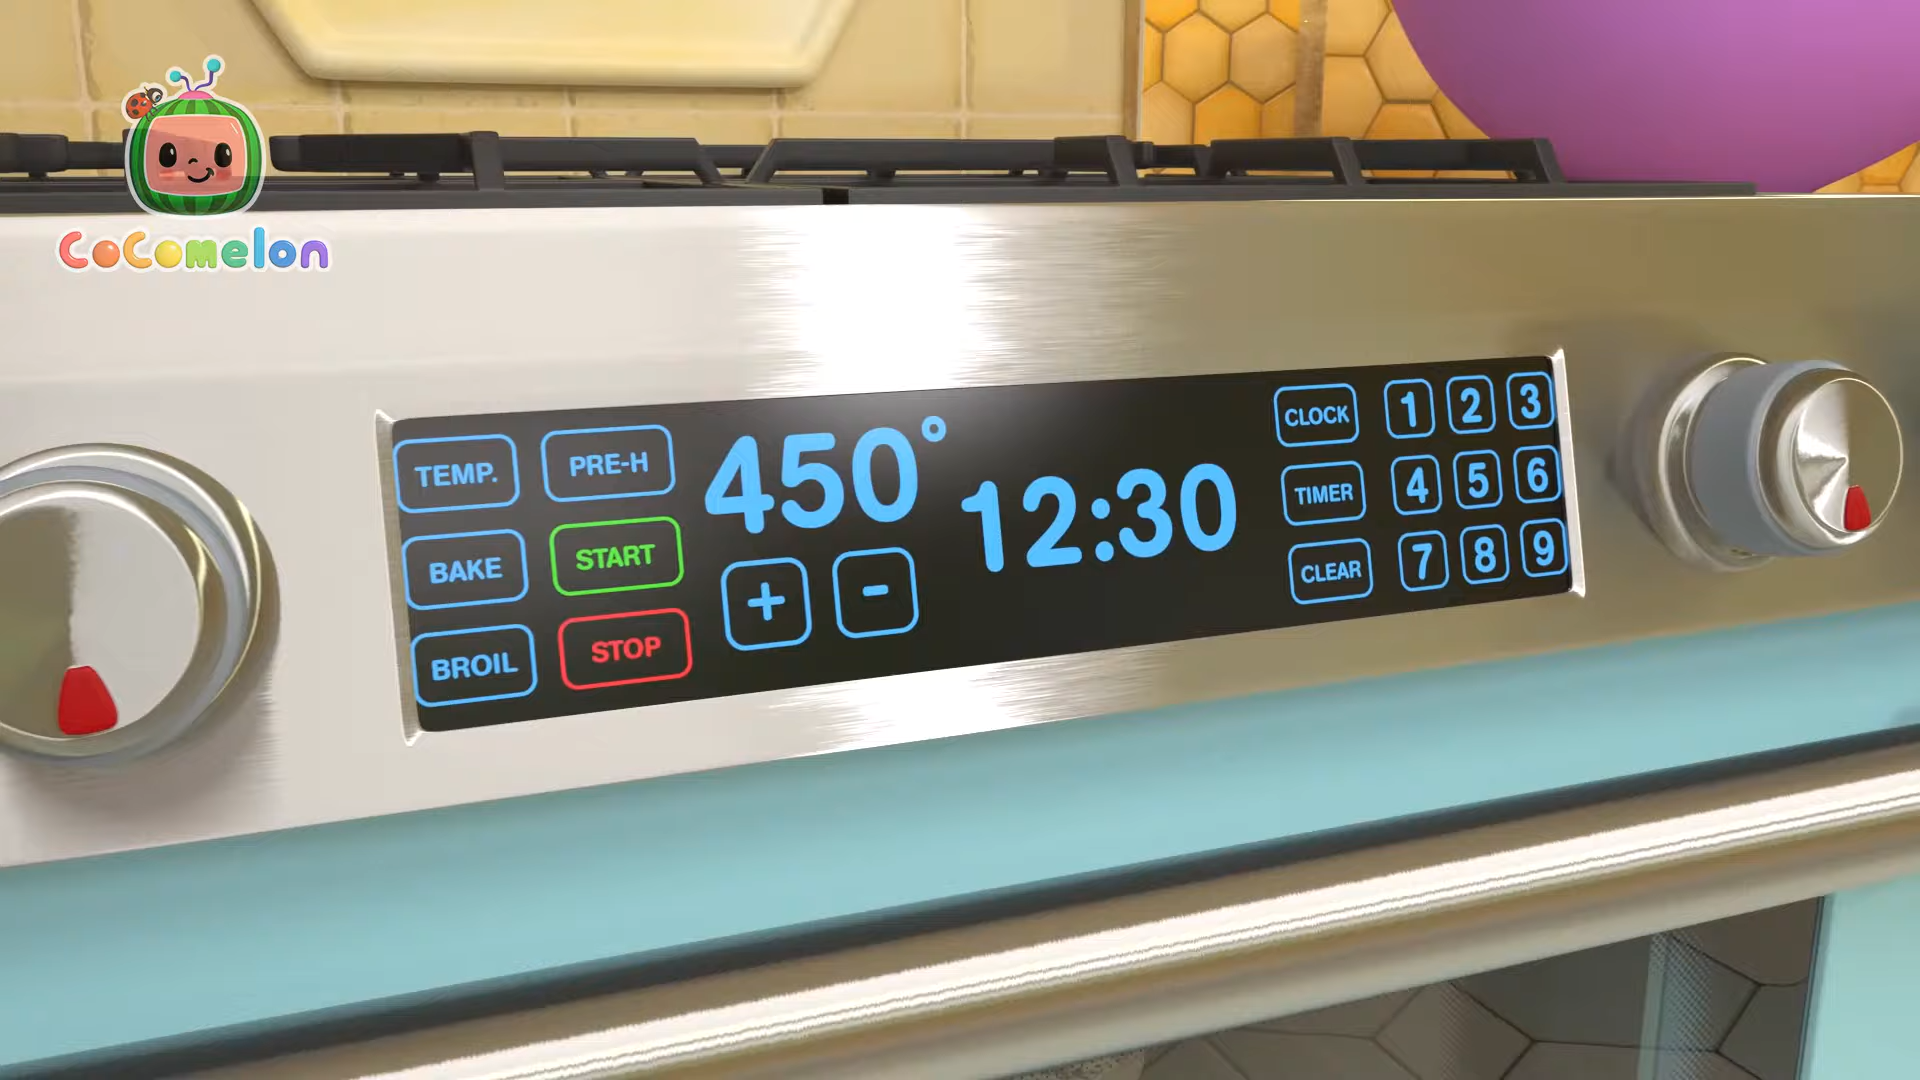 CoComelon
TEMP. PRE-H 450° 12:30 CLOCK 1 2 3
BAKE START + - TIMER 4 5 6
BROIL STOP CLEAR 7 8 9